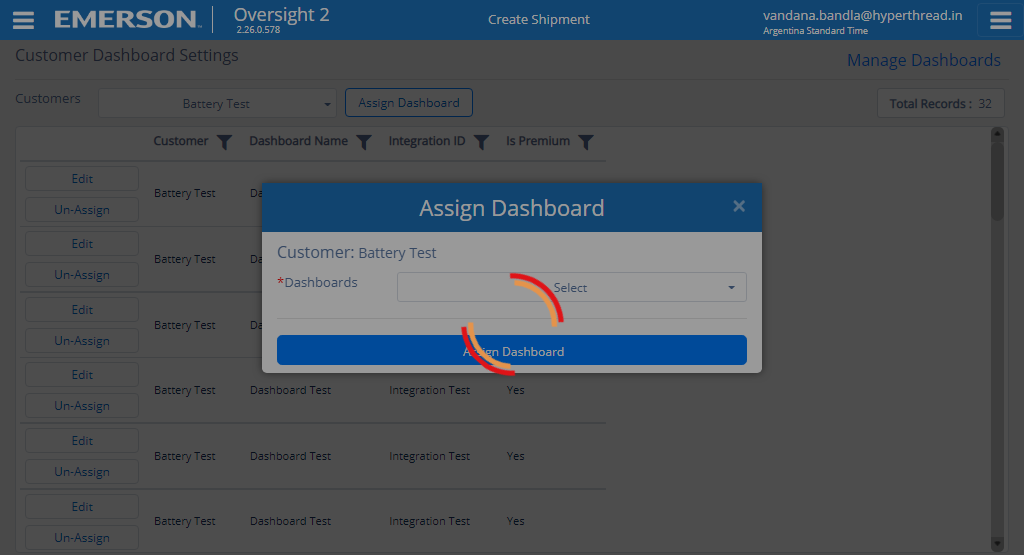 EMERSON
Oversight 2
2.26.0.578
Create Shipment
vandana.bandla@hyperthread.in
Argentina Standard Time
Customer Dashboard Settings
Manage Dashboards
Customers
Battery Test
Assign Dashboard
Total Records : 32
Customer Dashboard Name Integration ID Is Premium
Edit
Un-Assign
Battery Test Da
Edit
Un-Assign
Battery Test Da
Edit
Un-Assign
Battery Test Da
Assign Dashboard
×
Customer: Battery Test
*Dashboards
Select
Assign Dashboard
Edit
Un-Assign
Battery Test Dashboard Test Integration Test Yes
Edit
Un-Assign
Battery Test Dashboard Test Integration Test Yes
Edit
Un-Assign
Battery Test Dashboard Test Integration Test Yes